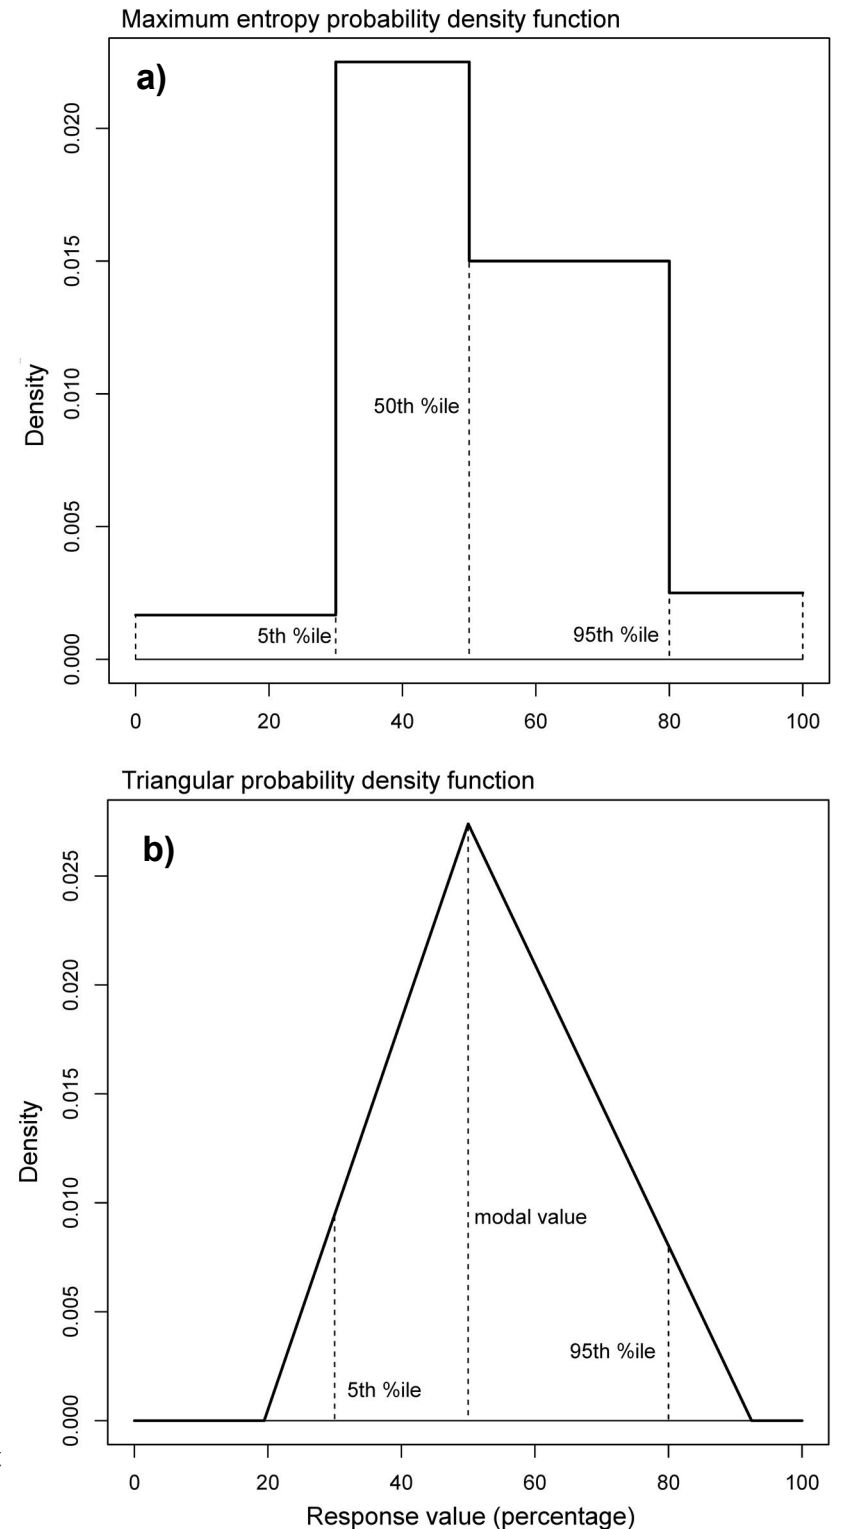 Maximum entropy probability density function
a)
0.020
0.015
0.010
0.005
0.000
Density
50th %ile
5th %ile
95th %ile
0 20 40 60 80 100
Triangular probability density function
b)
0.025
0.020
0.015
0.010
0.005
0.000
Density
modal value
95th %ile
5th %ile
0 20 40 60 80 100
Response value (percentage)